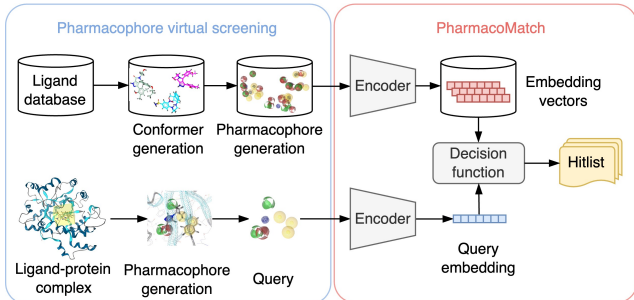 Pharmacophore virtual screening
PharmacoMatch
Ligand
database
Conformer
generation
Pharmacophore
generation
Encoder
Embedding
vectors
Decision
function
Hitlist
Ligand-protein
complex
Pharmacophore
generation
Query
Encoder
Query
embedding